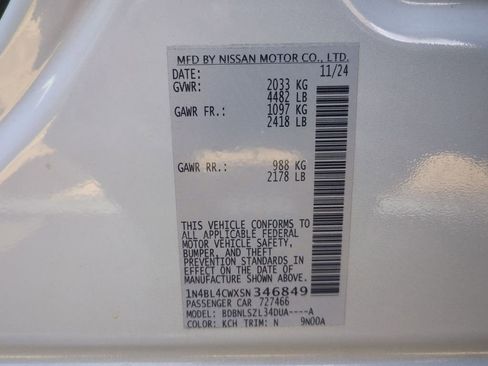 MFD BY NISSAN MOTOR CO., LTD.
DATE: 11/24
GVWR: 2033 KG
4482 LB
GAWR FR.: 1097 KG
2418 LB
GAWR RR.: 988 KG
2178 LB
THIS VEHICLE CONFORMS TO
ALL APPLICABLE FEDERAL
MOTOR VEHICLE SAFETY,
BUMPER, AND THEFT
PREVENTION STANDARDS IN
EFFECT ON THE DATE OF
MANUFACTURE SHOWN ABOVE.
1N4BL4CWXSN346849
PASSENGER CAR 727466
MODEL: BDBNLSZL34DUA----A
COLOR: KCH TRIM: N 9N00A